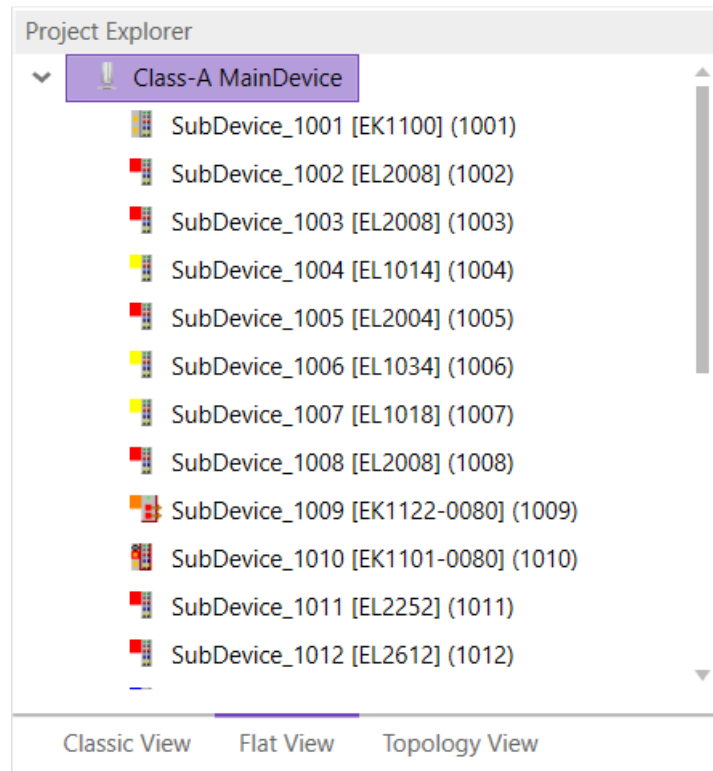 Project Explorer
Class-A MainDevice
SubDevice_1001 [EK1100] (1001)
SubDevice_1002 [EL2008] (1002)
SubDevice_1003 [EL2008] (1003)
SubDevice_1004 [EL1014] (1004)
SubDevice_1005 [EL2004] (1005)
SubDevice_1006 [EL1034] (1006)
SubDevice_1007 [EL1018] (1007)
SubDevice_1008 [EL2008] (1008)
SubDevice_1009 [EK1122-0080] (1009)
SubDevice_1010 [EK1101-0080] (1010)
SubDevice_1011 [EL2252] (1011)
SubDevice_1012 [EL2612] (1012)
Classic View Flat View Topology View